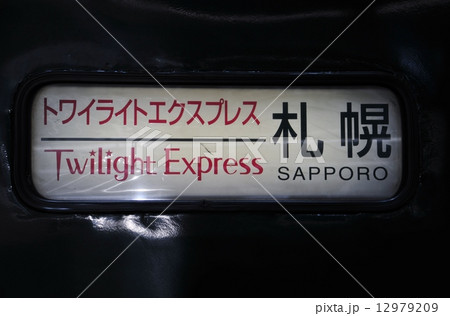 トワイライトエクスプレス
Twilight Express
札幌
SAPPORO
PIXTA
12979209